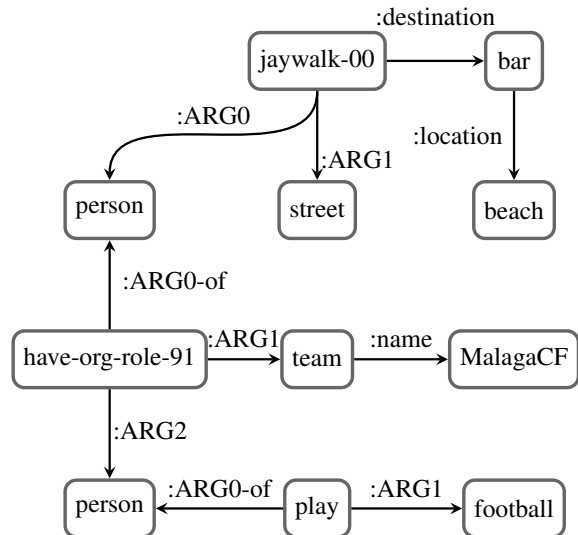 :destination
jaywalk-00
bar
:ARG0
:ARG1
:location
person
street
beach
:ARG0-of
have-org-role-91
:ARG1
team
:name
MalagaCF
:ARG2
person
:ARG0-of
play
:ARG1
football